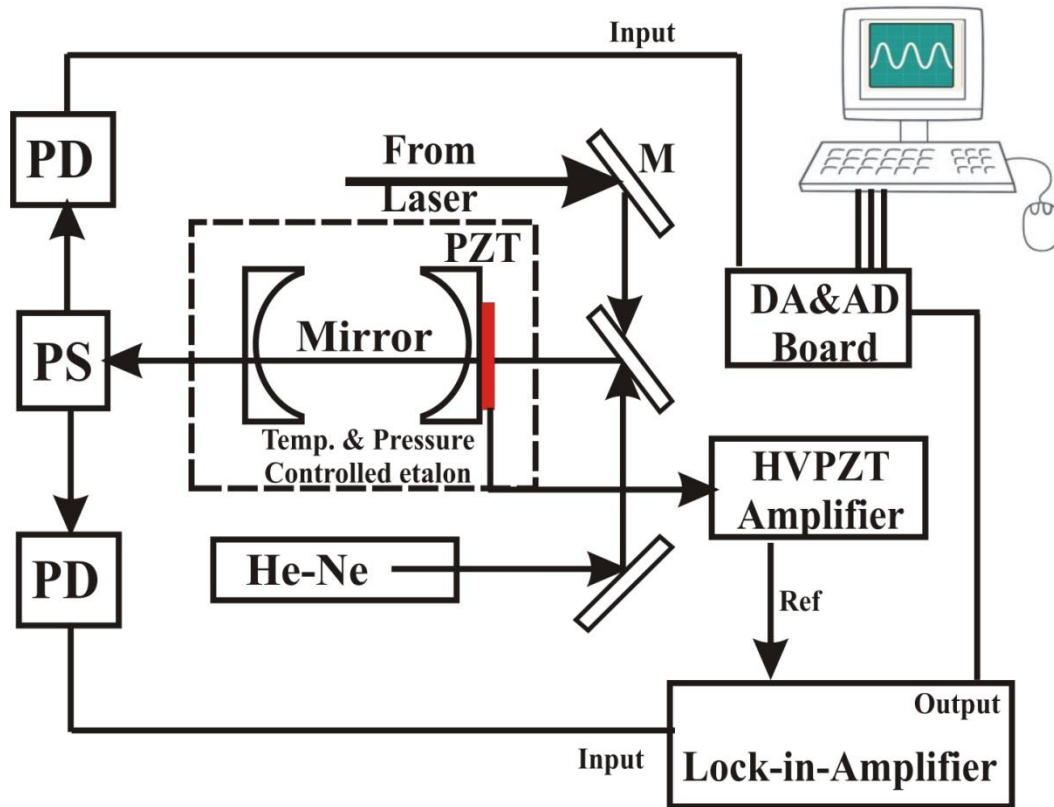 Input
PD
From
Laser
M
PZT
Mirror
DA&AD
Board
PS
Temp. & Pressure
Controlled etalon
HVPZT
Amplifier
He-Ne
PD
Ref
Output
Input
Lock-in-Amplifier